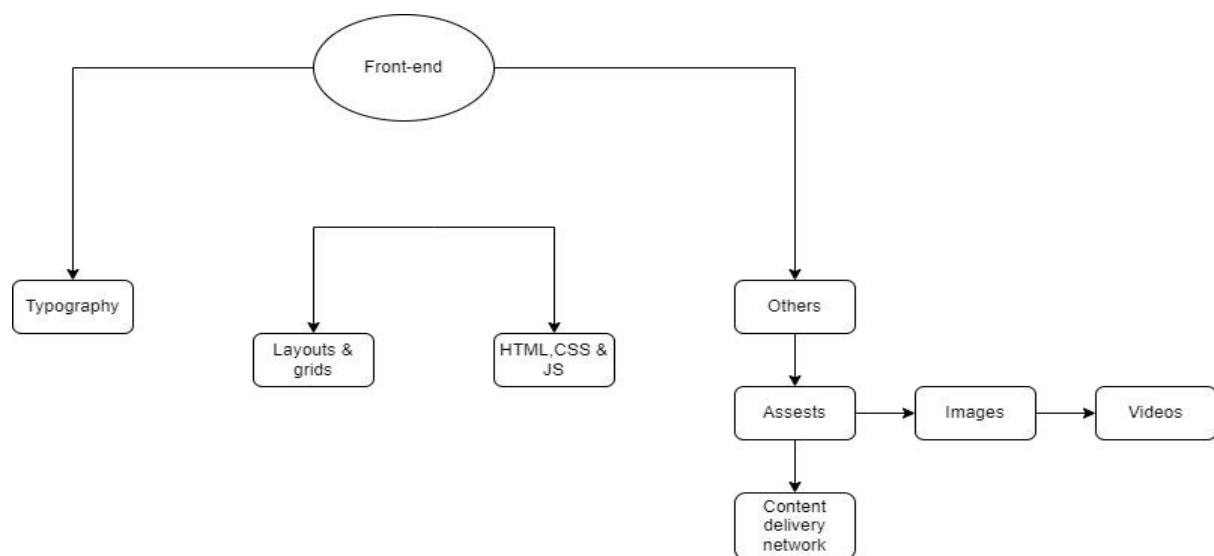 Front-end
Typography
Others
Layouts &
grids
HTML,CSS &
JS
Assests
Images
Videos
Content
delivery
network